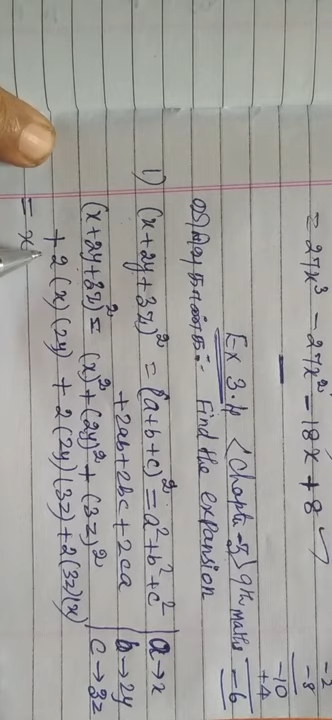 = 27x³ - 27x² - 18x + 8
-2
-8
-10
+4
-6
Ex 3.4 < Chapter-3 > 9th maths
Find the expansion
1) (x+2y+3z)² = (a+b+c)² = a²+b²+c²
+2ab+2bc+2ca
a→x
b→2y
c→3z
(x+2y+3z)² = (x)²+(2y)²+(3z)²
+2(x)(2y) + 2(2y)(3z)+2(3z)(x)
= x